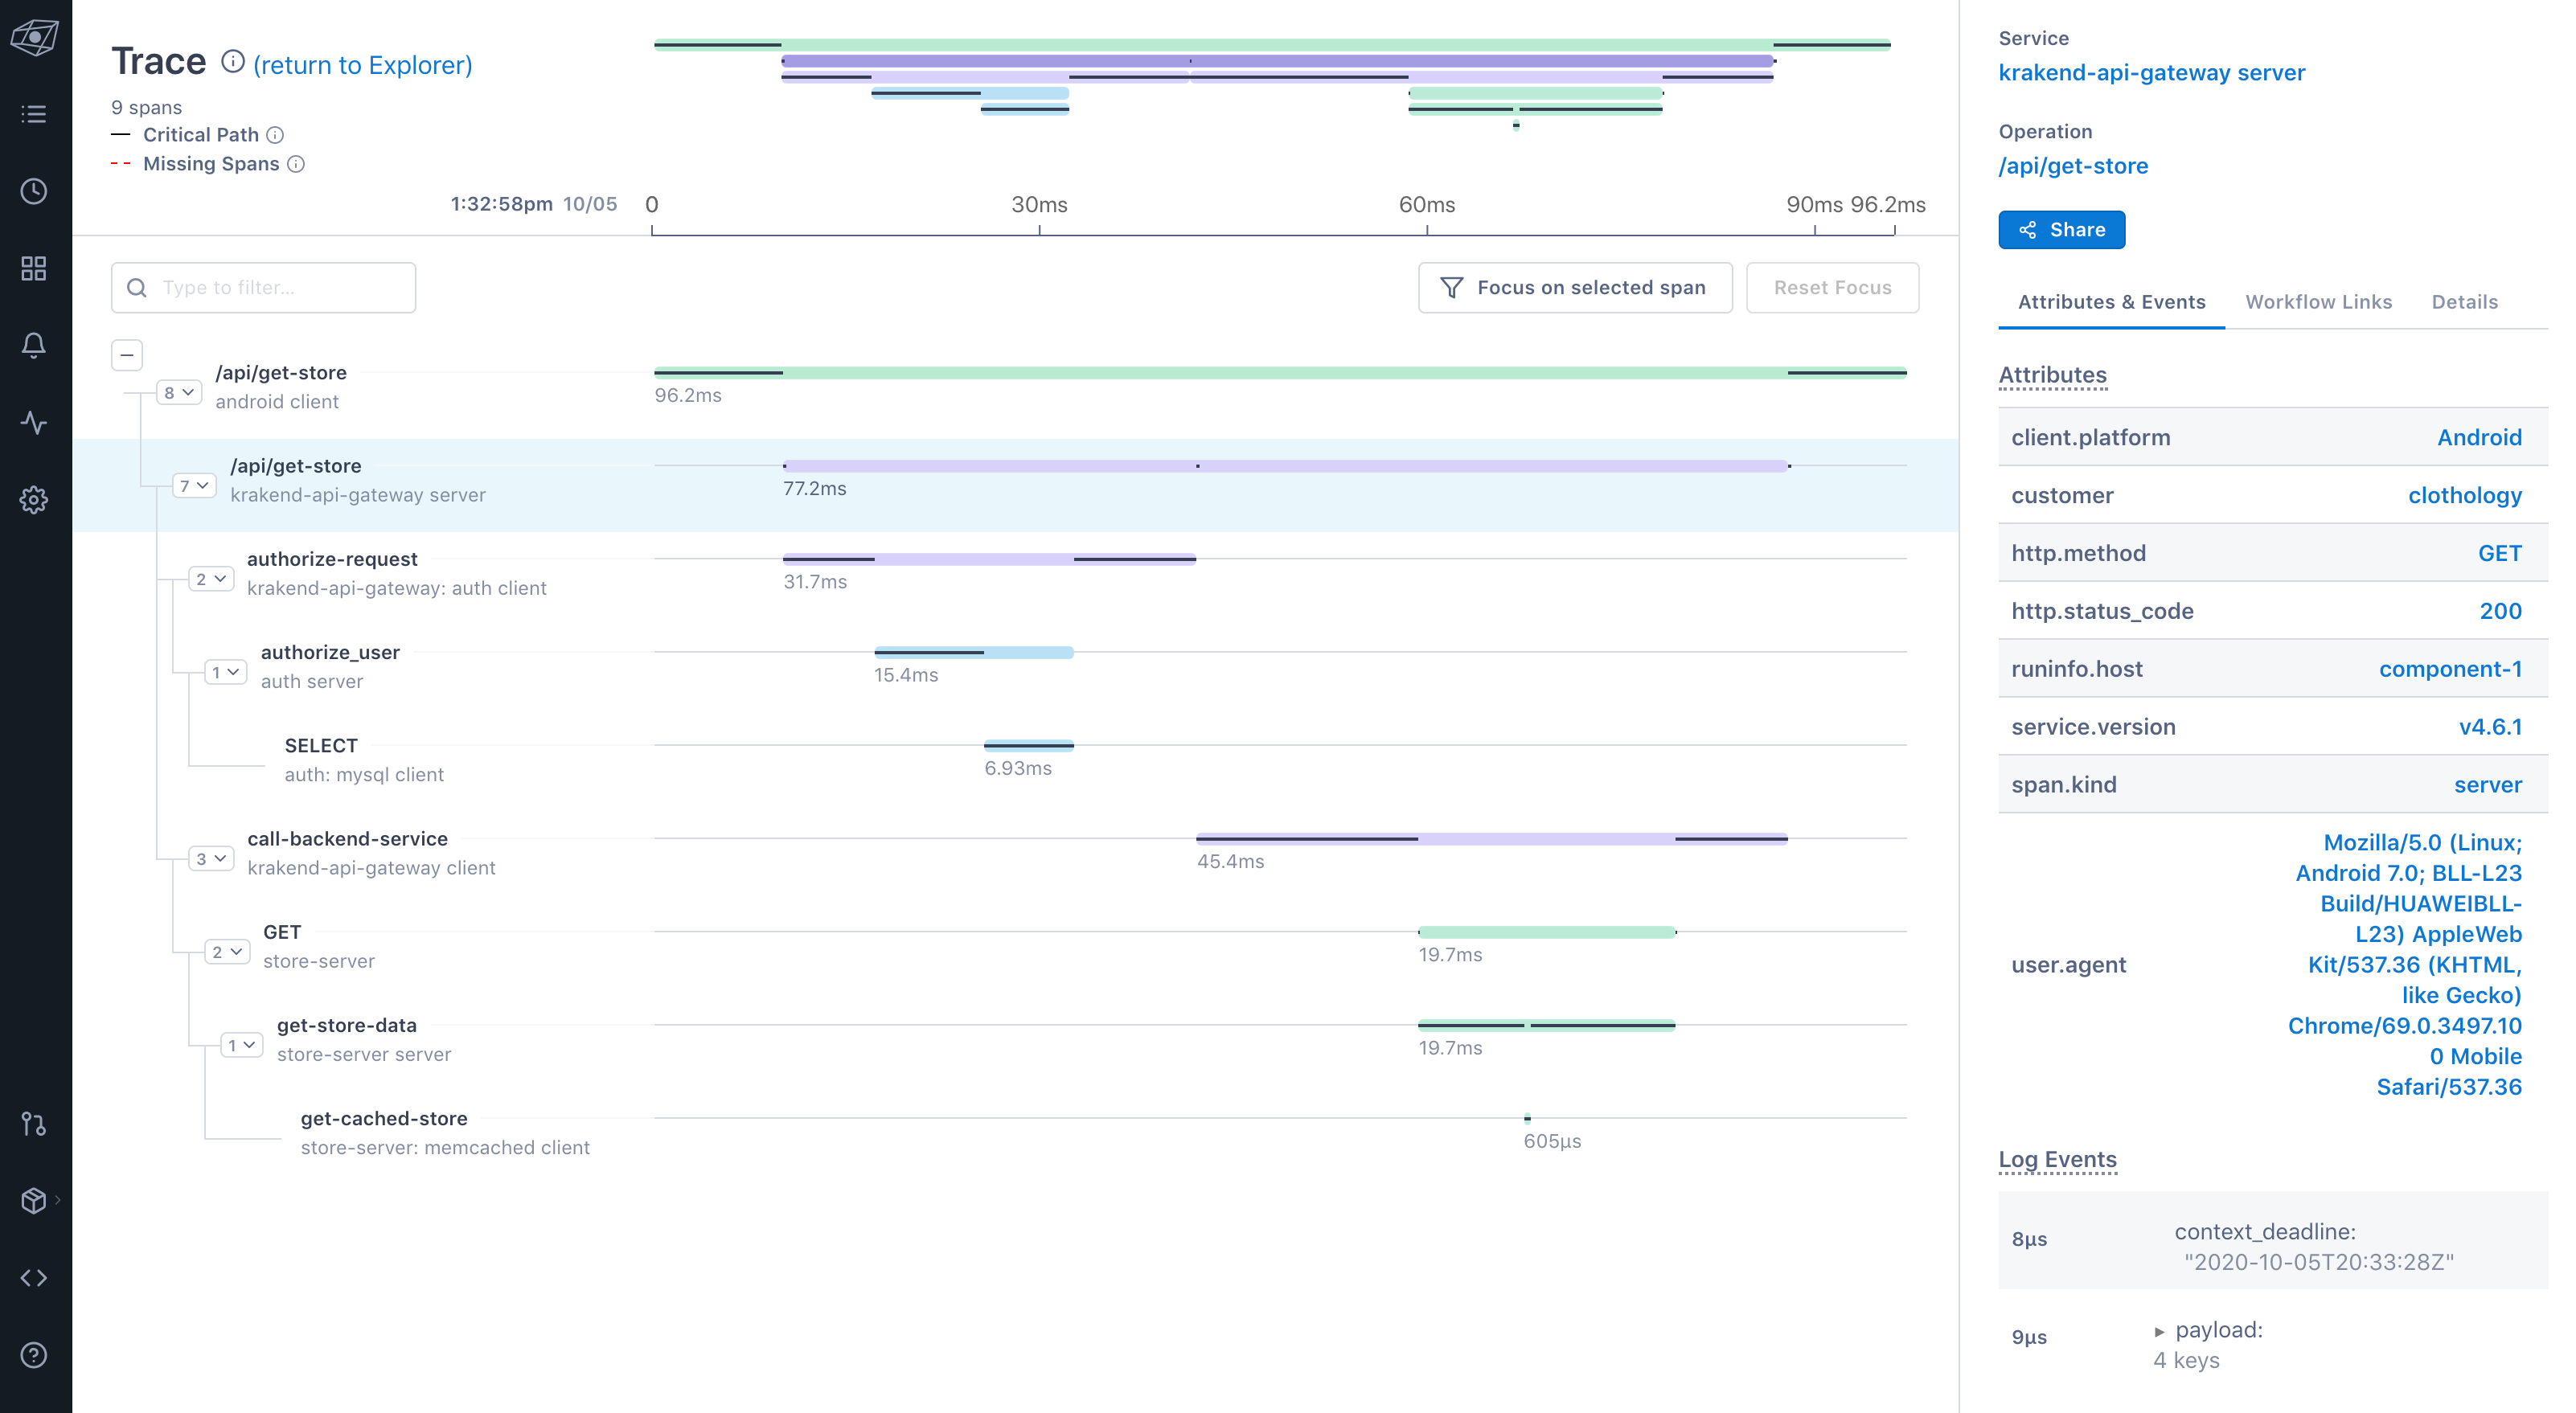 Trace (return to Explorer)
9 spans
Critical Path
Missing Spans
1:32:58pm 10/05 0 30ms 60ms 90ms 96.2ms
Type to filter...
Focus on selected span
Reset Focus
8
/api/get-store
android client
96.2ms
7
/api/get-store
krakend-api-gateway server
77.2ms
2
authorize-request
krakend-api-gateway: auth client
31.7ms
1
authorize_user
auth server
15.4ms
SELECT
auth: mysql client
6.93ms
3
call-backend-service
krakend-api-gateway client
45.4ms
2
GET
store-server
19.7ms
1
get-store-data
store-server server
19.7ms
get-cached-store
store-server: memcached client
605µs
Service
krakend-api-gateway server
Operation
/api/get-store
Share
Attributes & Events Workflow Links Details
Attributes
client.platform Android
customer clothology
http.method GET
http.status_code 200
runinfo.host component-1
service.version v4.6.1
span.kind server
user.agent
Mozilla/5.0 (Linux;
Android 7.0; BLL-L23
Build/HUAWEIBLL-
L23) AppleWeb
Kit/537.36 (KHTML,
like Gecko)
Chrome/69.0.3497.10
0 Mobile
Safari/537.36
Log Events
8µs
context_deadline:
"2020-10-05T20:33:28Z"
9µs
payload:
4 keys